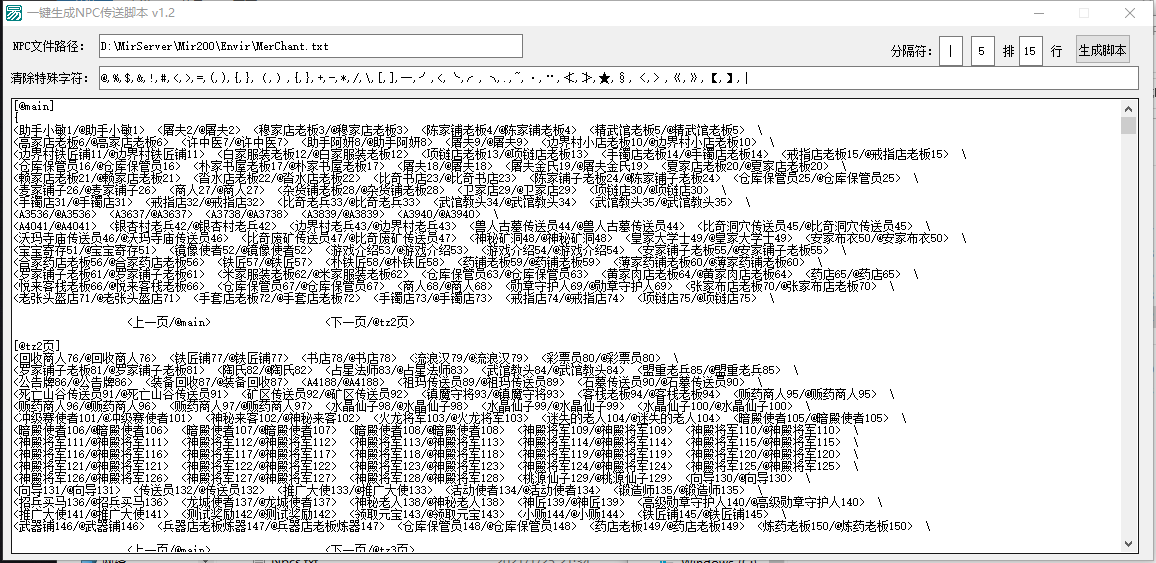 一键生成NPC传送脚本 v1.2
NPC文件路径： D:\MirServer\Mir200\Envir\MerChant.txt 分隔符： | 5 排 15 行 生成脚本
清除特殊字符：
[@main]
{
<助手小敏1/@助手小敏1> <屠夫2/@屠夫2> <穆家店老板3/@穆家店老板3> <陈家铺老板4/@陈家铺老板4> <精武馆老板5/@精武馆老板5> \
<高家店老板6/@高家店老板6> <许中医7/@许中医7> <助手阿妍8/@助手阿妍8> <屠夫9/@屠夫9> <边界村小店老板10/@边界村小店老板10> \
<边界村铁匠铺11/@边界村铁匠铺11> <白家服装老板12/@白家服装老板12> <项链店老板13/@项链店老板13> <手镯店老板14/@手镯店老板14> <戒指店老板15/@戒指店老板15> \
<仓库保管员16/@仓库保管员16> <朴家书屋老板17/@朴家书屋老板17> <屠夫18/@屠夫18> <屠夫金氏19/@屠夫金氏19> <夏家店老板20/@夏家店老板20> \
<赖家店老板21/@赖家店老板21> <沓水店老板22/@沓水店老板22> <比奇书店23/@比奇书店23> <陈家铺子老板24/@陈家铺子老板24> <仓库保管员25/@仓库保管员25> \
<麦家铺子26/@麦家铺子26> <商人27/@商人27> <杂货铺老板28/@杂货铺老板28> <卫家店29/@卫家店29> <项链店30/@项链店30> \
<手镯店31/@手镯店31> <戒指店32/@戒指店32> <比奇老兵33/@比奇老兵33> <武馆教头34/@武馆教头34> <武馆教头35/@武馆教头35> \
<A3536/@A3536> <A3637/@A3637> <A3738/@A3738> <A3839/@A3839> <A3940/@A3940> \
<A4041/@A4041> <银杏村老兵42/@银杏村老兵42> <边界村老兵43/@边界村老兵43> <兽人古墓传送员44/@兽人古墓传送员44> <比奇洞穴传送员45/@比奇洞穴传送员45> \
<沃玛寺庙传送员46/@沃玛寺庙传送员46> <比奇废矿传送员47/@比奇废矿传送员47> <神秘矿洞48/@神秘矿洞48> <皇家大学士49/@皇家大学士49> <安家布衣50/@安家布衣50> \
<宝宝寄存51/@宝宝寄存51> <镜像使者52/@镜像使者52> <游戏介绍53/@游戏介绍53> <游戏介绍54/@游戏介绍54> <安家铺子老板55/@安家铺子老板55> \
<仓家药店老板56/@仓家药店老板56> <铁匠57/@铁匠57> <朴铁匠58/@朴铁匠58> <药铺老板59/@药铺老板59> <薄家药铺老板60/@薄家药铺老板60> \
<罗家铺子老板61/@罗家铺子老板61> <米家服装老板62/@米家服装老板62> <仓库保管员63/@仓库保管员63> <黄家肉店老板64/@黄家肉店老板64> <药店65/@药店65> \
<悦来客栈老板66/@悦来客栈老板66> <仓库保管员67/@仓库保管员67> <商人68/@商人68> <勋章守护人69/@勋章守护人69> <张家布店老板70/@张家布店老板70> \
<老张头盔店71/@老张头盔店71> <手套店老板72/@手套店老板72> <手镯店73/@手镯店73> <戒指店74/@戒指店74> <项链店75/@项链店75> \
<上一页/@main> <下一页/@tz2页>
[@tz2页]
<回收商人76/@回收商人76> <铁匠铺77/@铁匠铺77> <书店78/@书店78> <流浪汉79/@流浪汉79> <彩票员80/@彩票员80> \
<罗家铺子老板81/@罗家铺子老板81> <陶氏82/@陶氏82> <占星法师83/@占星法师83> <武馆教头84/@武馆教头84> <盟重老兵85/@盟重老兵85> \
<公告牌86/@公告牌86> <装备回收87/@装备回收87> <A4188/@A4188> <祖玛传送员89/@祖玛传送员89> <石墓传送员90/@石墓传送员90> \
<死亡山谷传送员91/@死亡山谷传送员91> <矿区传送员92/@矿区传送员92> <镇魔守将93/@镇魔守将93> <客栈老板94/@客栈老板94> <贩药商人95/@贩药商人95> \
<贩药商人96/@贩药商人96> <贩药商人97/@贩药商人97> <水晶仙子98/@水晶仙子98> <水晶仙子99/@水晶仙子99> <水晶仙子100/@水晶仙子100> \
<冲级赛使者101/@冲级赛使者101> <神秘来客102/@神秘来客102> <火龙将军103/@火龙将军103> <迷失的老人104/@迷失的老人104> <暗殿使者105/@暗殿使者105> \
<暗殿使者106/@暗殿使者106> <暗殿使者107/@暗殿使者107> <暗殿使者108/@暗殿使者108> <神殿将军109/@神殿将军109> <神殿将军110/@神殿将军110> \
<神殿将军111/@神殿将军111> <神殿将军112/@神殿将军112> <神殿将军113/@神殿将军113> <神殿将军114/@神殿将军114> <神殿将军115/@神殿将军115> \
<神殿将军116/@神殿将军116> <神殿将军117/@神殿将军117> <神殿将军118/@神殿将军118> <神殿将军119/@神殿将军119> <神殿将军120/@神殿将军120> \
<神殿将军121/@神殿将军121> <神殿将军122/@神殿将军122> <神殿将军123/@神殿将军123> <神殿将军124/@神殿将军124> <神殿将军125/@神殿将军125> \
<神殿将军126/@神殿将军126> <神殿将军127/@神殿将军127> <神殿将军128/@神殿将军128> <桃源仙子129/@桃源仙子129> <向导130/@向导130> \
<向导131/@向导131> <传送员132/@传送员132> <推广大使133/@推广大使133> <活动使者134/@活动使者134> <锻造师135/@锻造师135> \
<招兵买马136/@招兵买马136> <龙城使者137/@龙城使者137> <神秘老人138/@神秘老人138> <神匠139/@神匠139> <高级勋章守护人140/@高级勋章守护人140> \
<推广大使141/@推广大使141> <测试奖励142/@测试奖励142> <领取元宝143/@领取元宝143> <小贩144/@小贩144> <铁匠铺145/@铁匠铺145> \
<武器铺146/@武器铺146> <兵器店老板炼器147/@兵器店老板炼器147> <仓库保管员148/@仓库保管员148> <药店老板149/@药店老板149> <炼药老板150/@炼药老板150> \
<上一页/@main> <下一页/@tz3页>